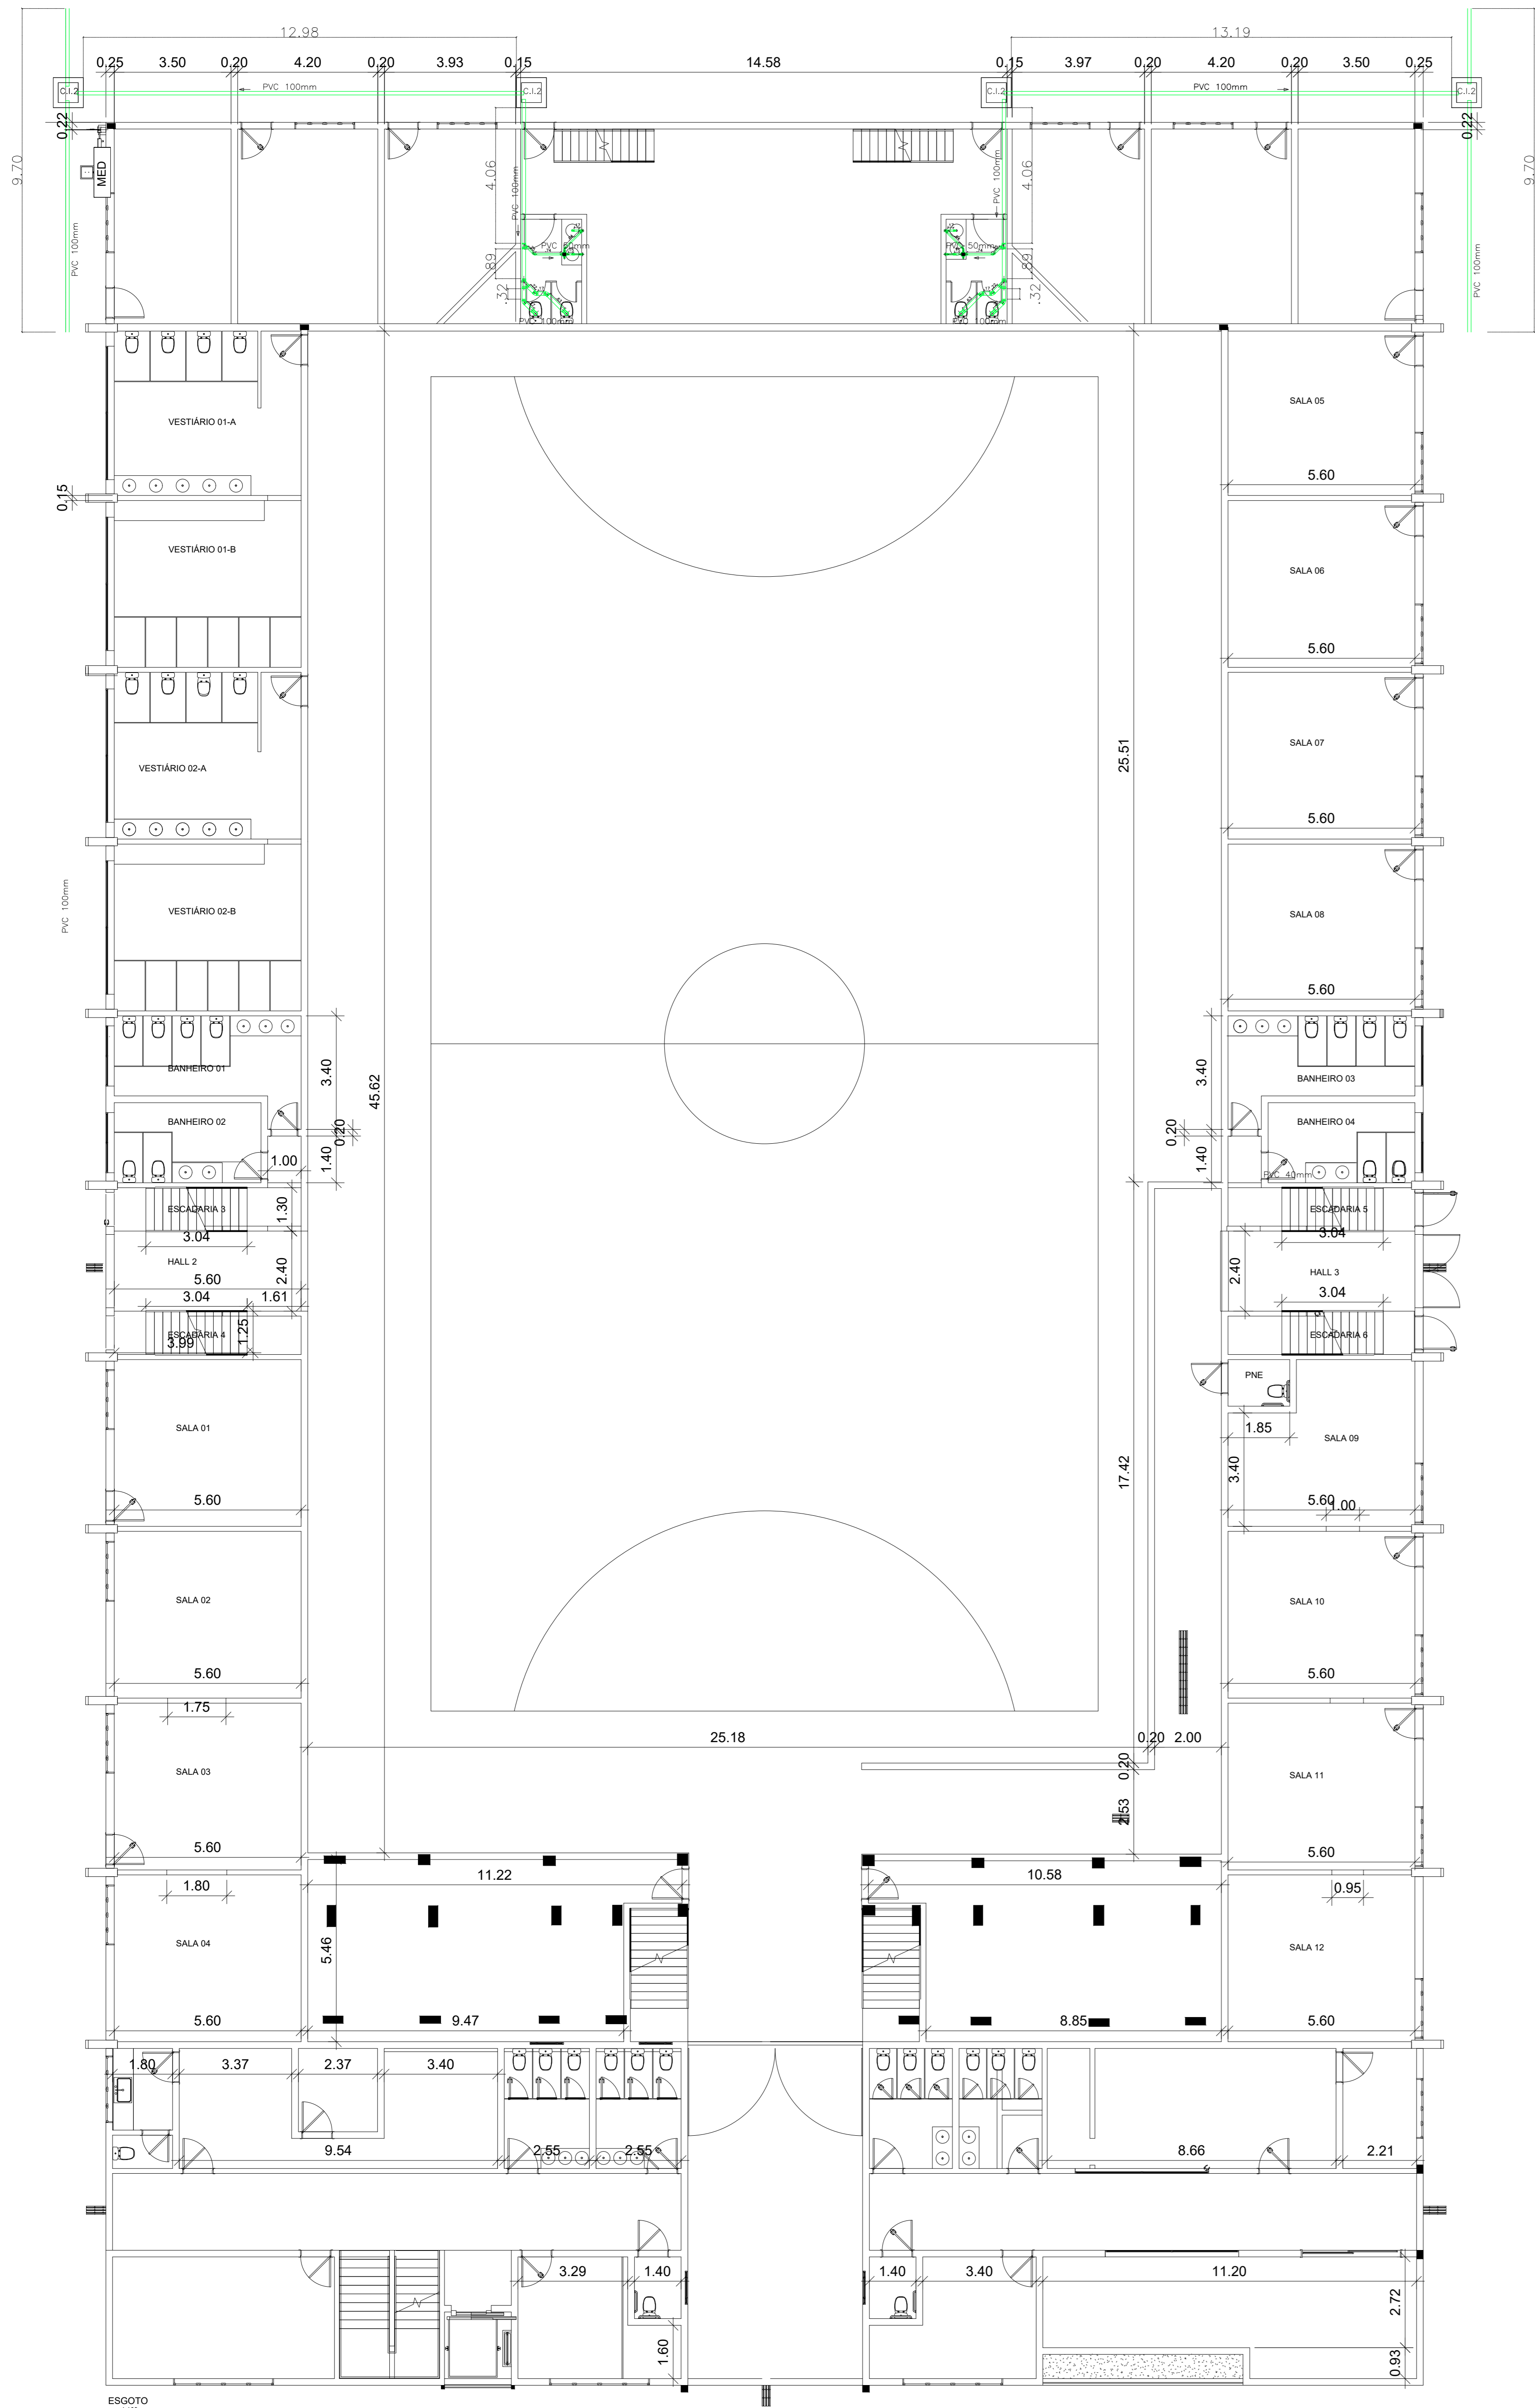 12.98 13.19
0.25 3.50 0.20 4.20 0.20 3.93 0.15 14.58 0.15 3.97 0.20 4.20 0.20 3.50 0.25
C.I.2 PVC 100mm C.I.2 C.I.2 PVC 100mm C.I.2
0.22 0.22
9.70 MED 4.06 PVC 100mm PVC 100mm 4.06 9.70
PVC 100mm PVC 50mm PVC 100mm
.89 .89
.32 .32
PVC 100mm PVC 100mm
VESTIÁRIO 01-A SALA 05
5.60
0.15
VESTIÁRIO 01-B SALA 06
5.60
VESTIÁRIO 02-A SALA 07
25.51
5.60
PVC 100mm
VESTIÁRIO 02-B SALA 08
5.60
BANHEIRO 01 3.40 3.40 BANHEIRO 03
45.62
BANHEIRO 02 0.20 0.20 BANHEIRO 04
1.00 1.40 1.40 PVC 40mm
ESCADARIA 3 1.30 ESCADARIA 5
3.04 3.04
HALL 2 2.40 2.40 HALL 3
5.60
3.04 1.61 3.04
ESCADARIA 4 1.25 ESCADARIA 6
3.99
PNE
SALA 01 1.85 SALA 09
17.42 3.40
5.60 5.60 1.00
SALA 02 SALA 10
5.60 5.60
1.75
25.18 0.20 2.00
SALA 03 0.20 SALA 11
2.53
5.60 5.60
11.22 10.58
1.80 0.95
SALA 04 5.46 SALA 12
5.60 9.47 8.85 5.60
1.80 3.37 2.37 3.40
9.54 2.55 2.55 8.66 2.21
3.29 1.40 1.40 3.40 11.20
2.72
1.60 0.93
ESGOTO